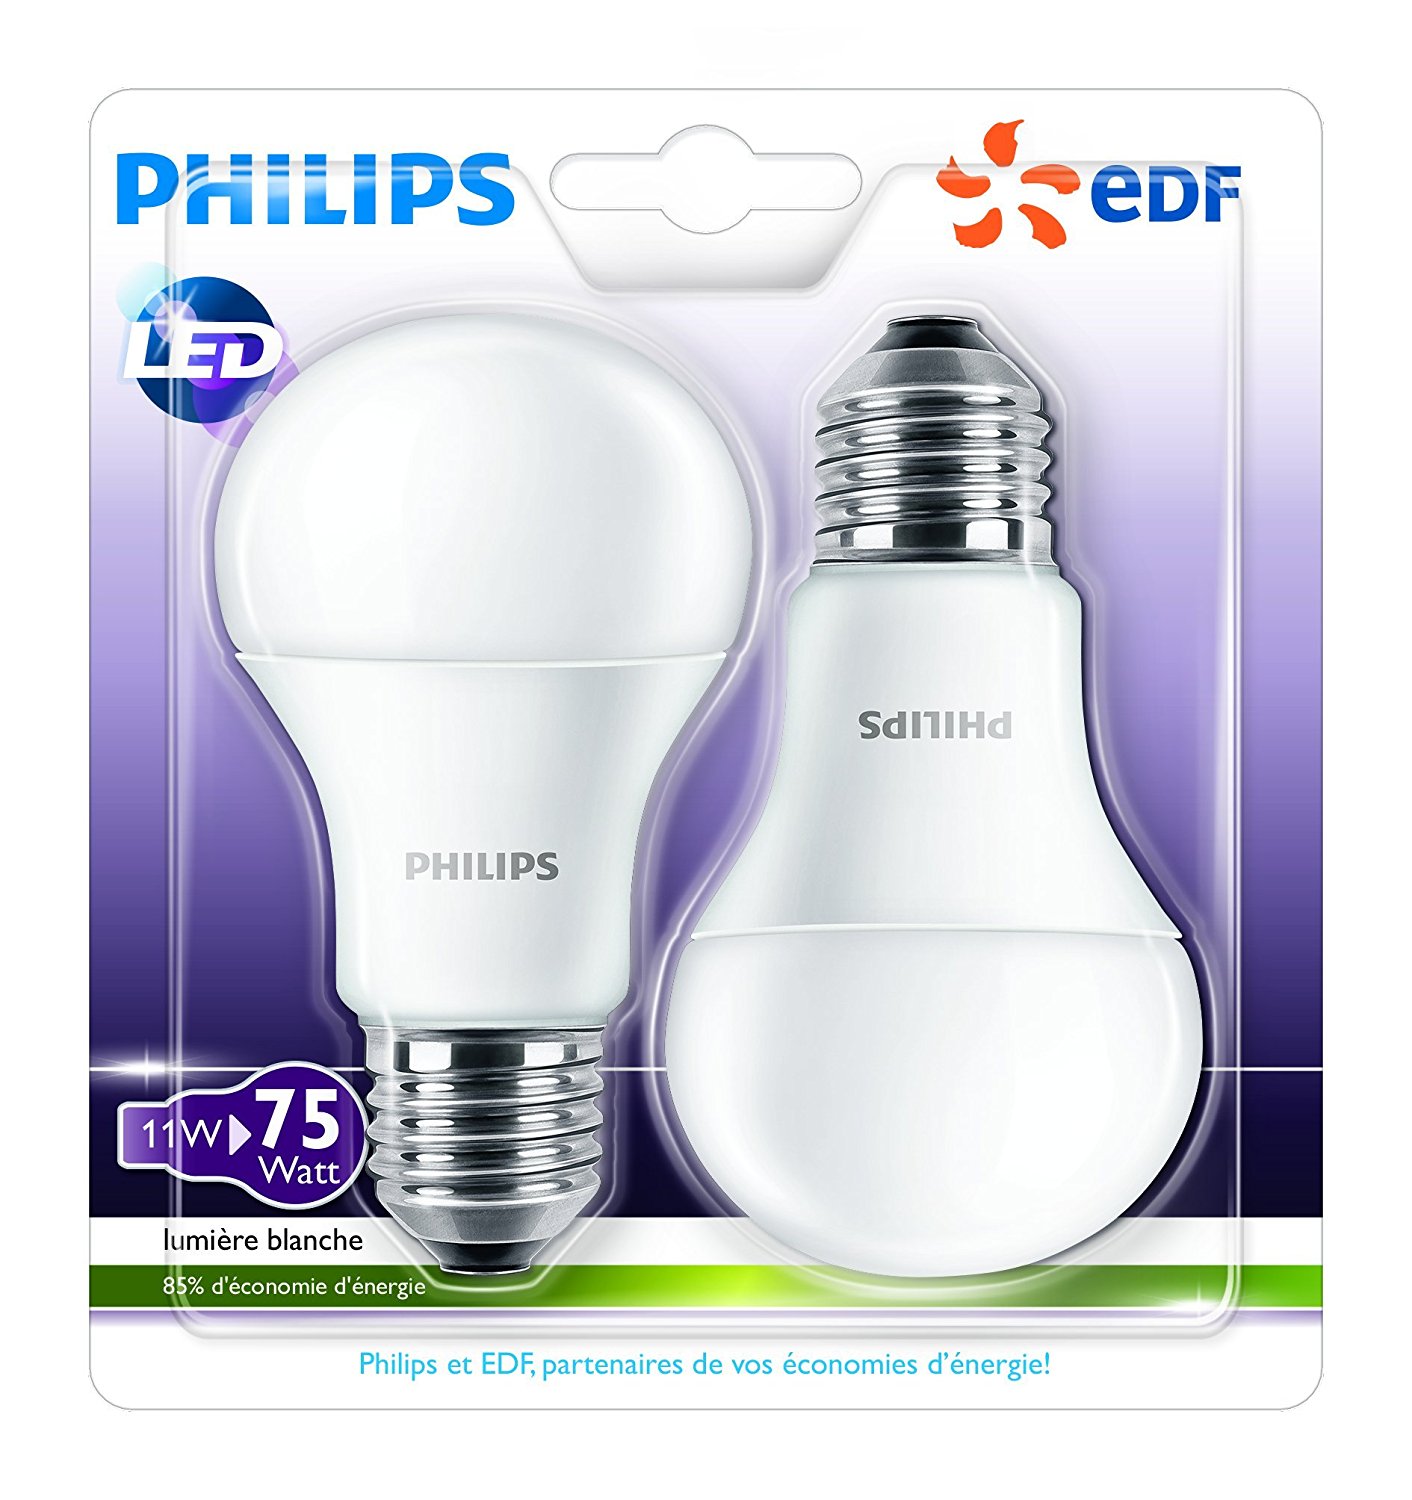 PHILIPS
eDF
LED
PHILIPS
PHILIPS
11W 75
Watt
lumière blanche
85% d'économie d'énergie
Philips et EDF, partenaires de vos économies d'énergie!